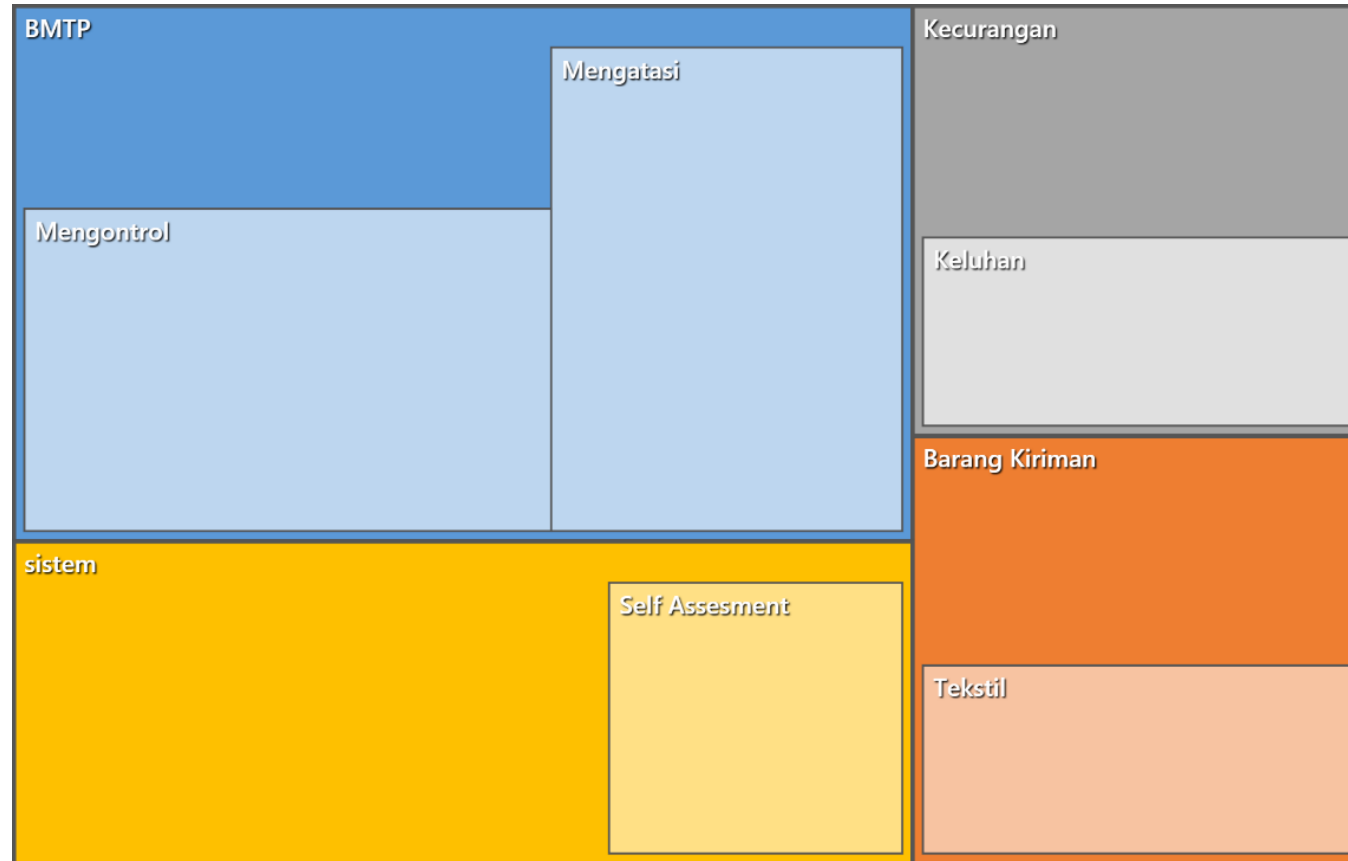 BMTP
Mengatasi
Mengontrol
sistem
Self Assesment
Kecurangan
Keluhan
Barang Kiriman
Tekstil